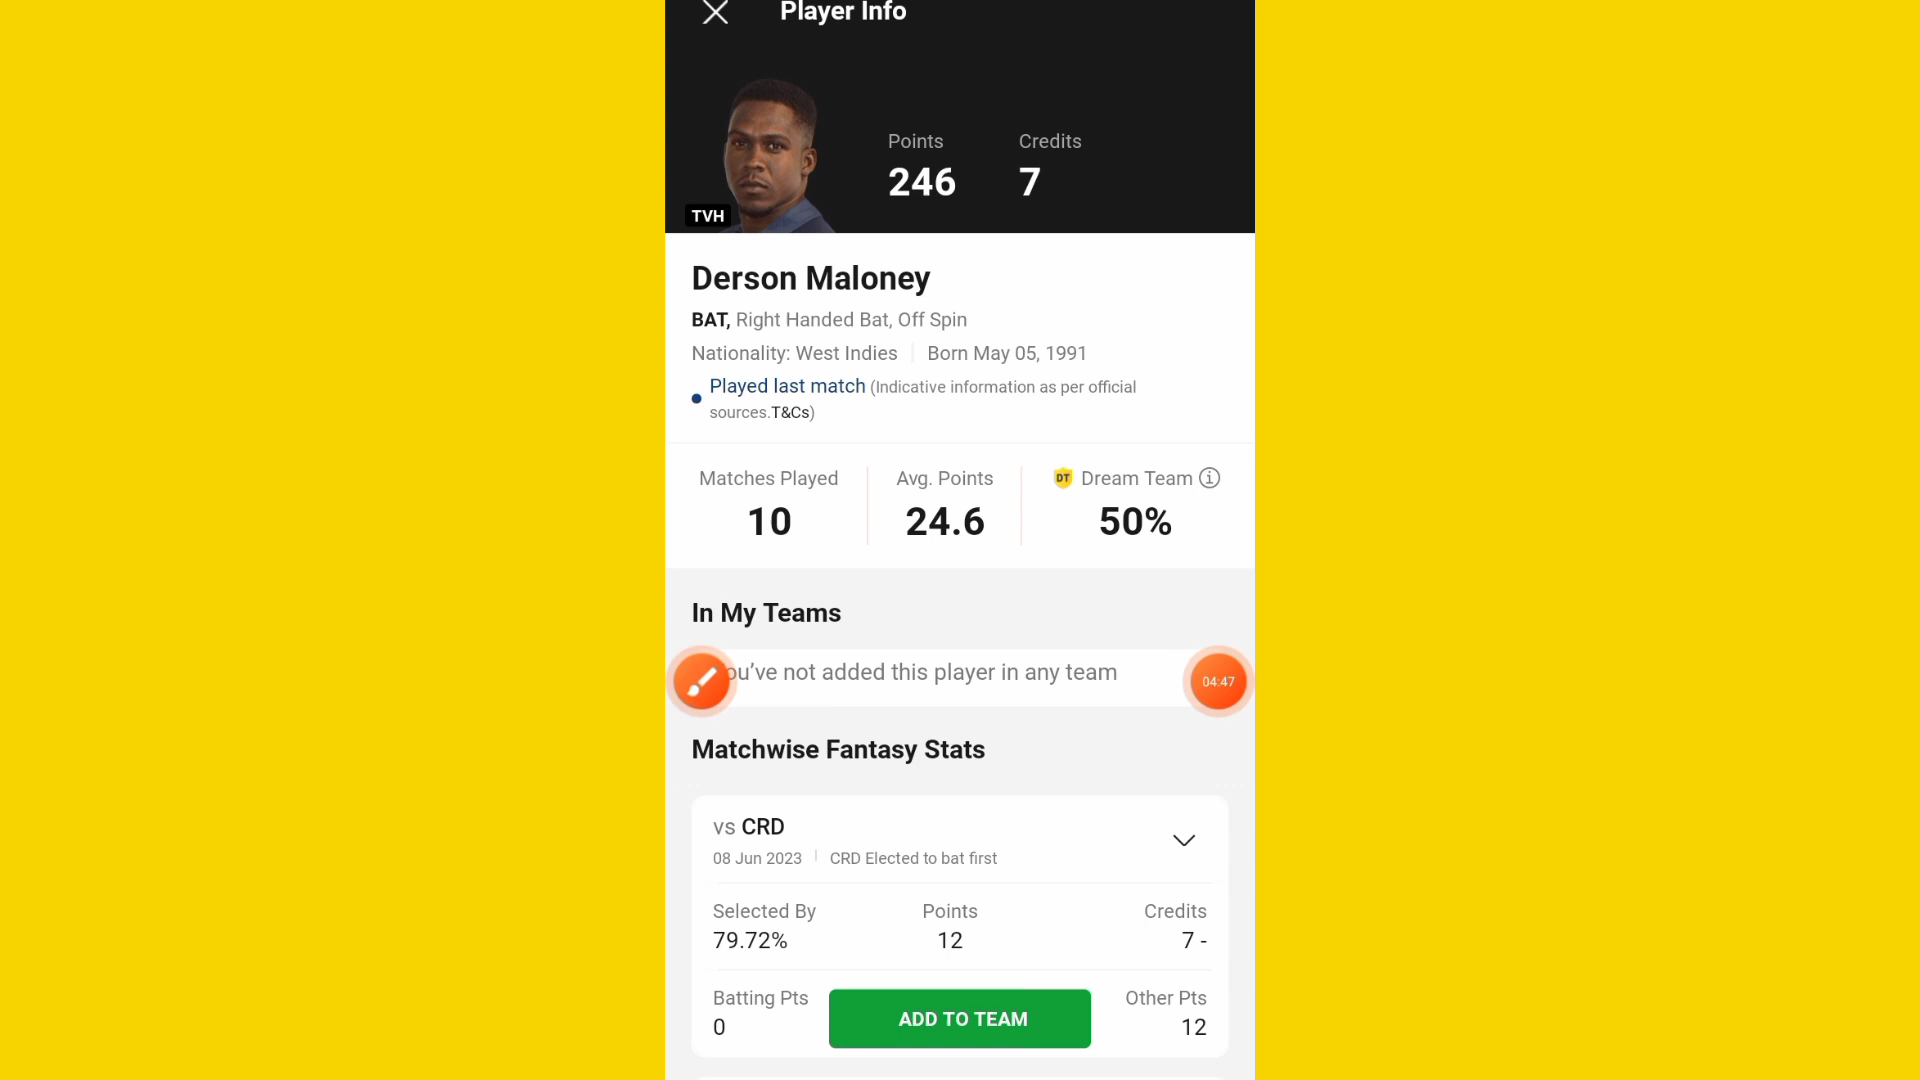 Player Info
Points
Credits
246
7
TVH
Derson Maloney
BAT, Right Handed Bat, Off Spin
Nationality: West Indies
Born May 05, 1991
Played last match (Indicative information as per official
sources.T&Cs)
Matches Played
Avg. Points
DT Dream Team
10
24.6
50%
In My Teams
ou’ve not added this player in any team
04:47
Matchwise Fantasy Stats
vs CRD
08 Jun 2023
CRD Elected to bat first
Selected By
Points
Credits
79.72%
12
7 -
Batting Pts
Other Pts
0
ADD TO TEAM
12